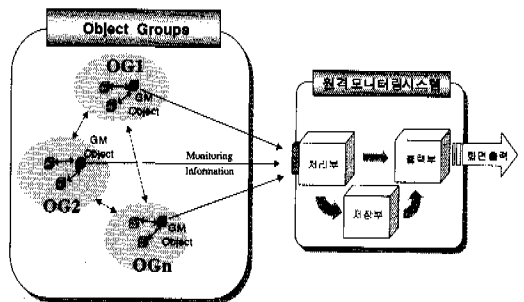 Object Groups
OG1
GM
Object
GM
Object
OG2
GM
Object
OGn
Monitoring
Information
원격모니터링시스템
처리부
출력부
저장부
화면 출력